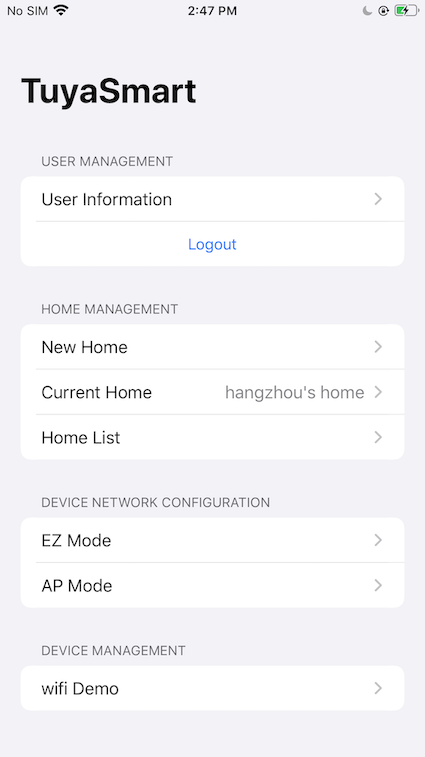 No SIM 2:47 PM
TuyaSmart
USER MANAGEMENT
User Information
Logout
HOME MANAGEMENT
New Home
Current Home hangzhou's home
Home List
DEVICE NETWORK CONFIGURATION
EZ Mode
AP Mode
DEVICE MANAGEMENT
wifi Demo